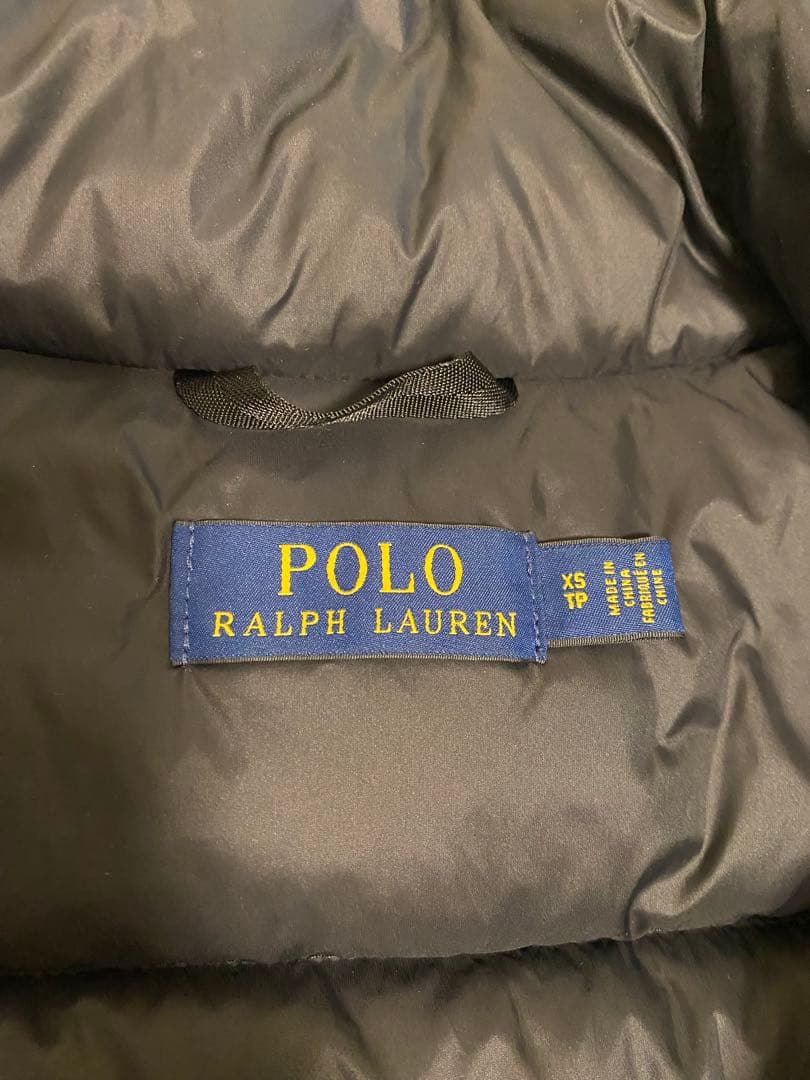 POLO
RALPH LAUREN
XS
TP
MADE IN
CHINA
FABRIQUÉ EN
CHINE